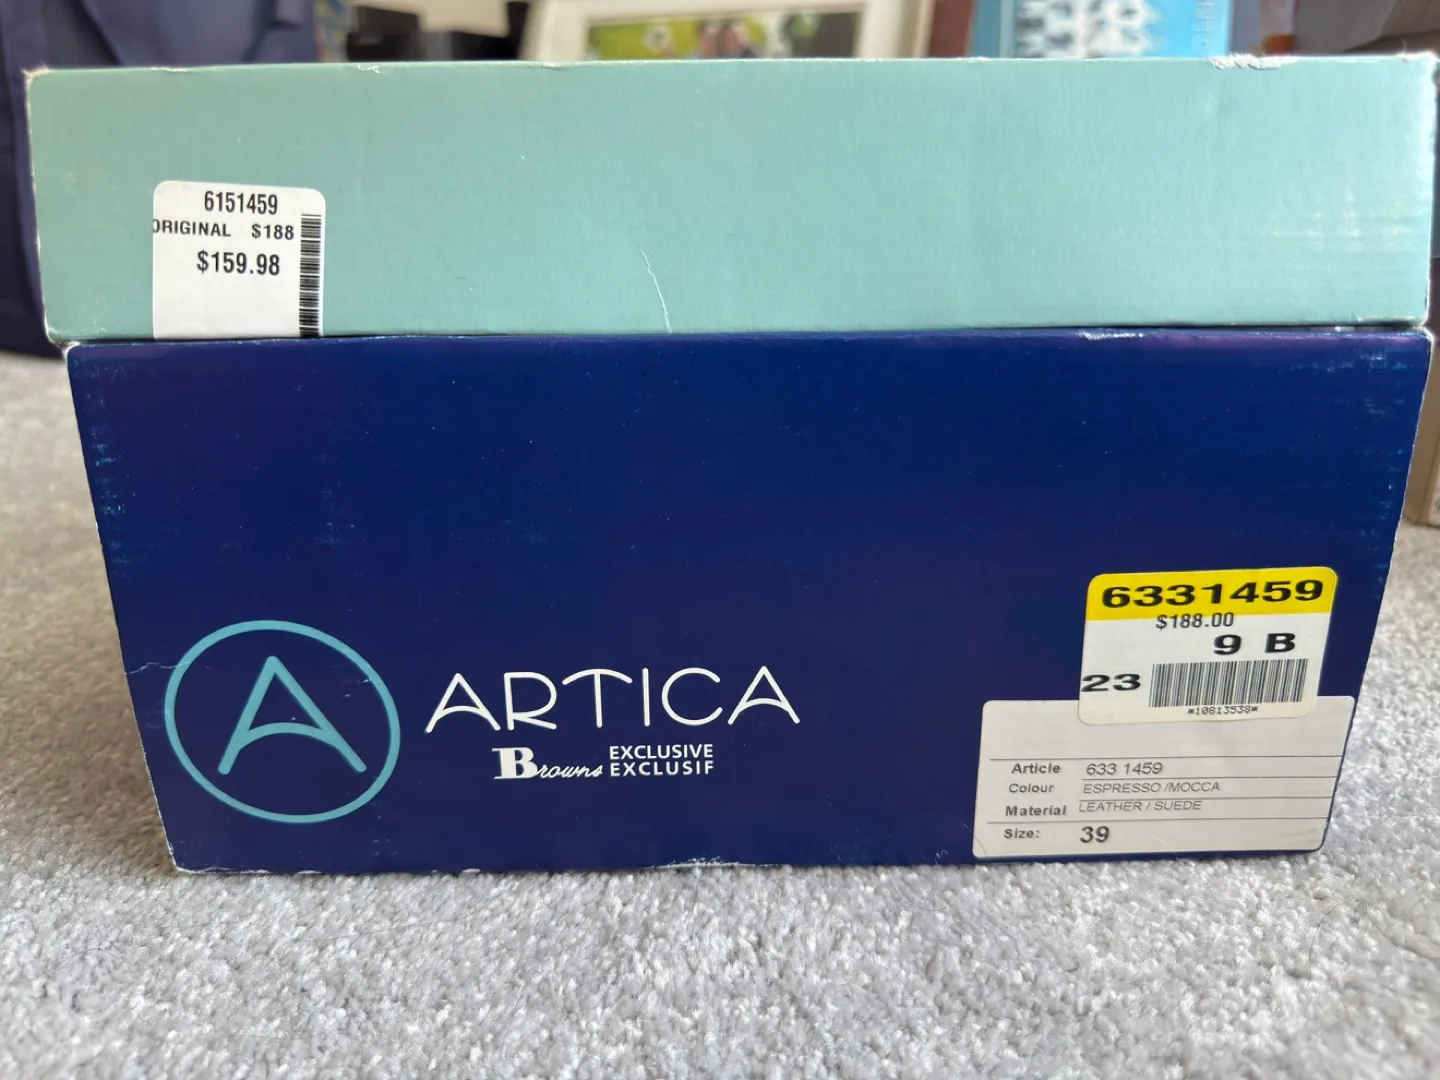 6151459
ORIGINAL $188
$159.98
A
ARTICA
Browns EXCLUSIVE
EXCLUSIF
6331459
$188.00
9 B
23
*10813538*
Article 633 1459
Colour ESPRESSO /MOCCA
Material LEATHER / SUEDE
Size: 39